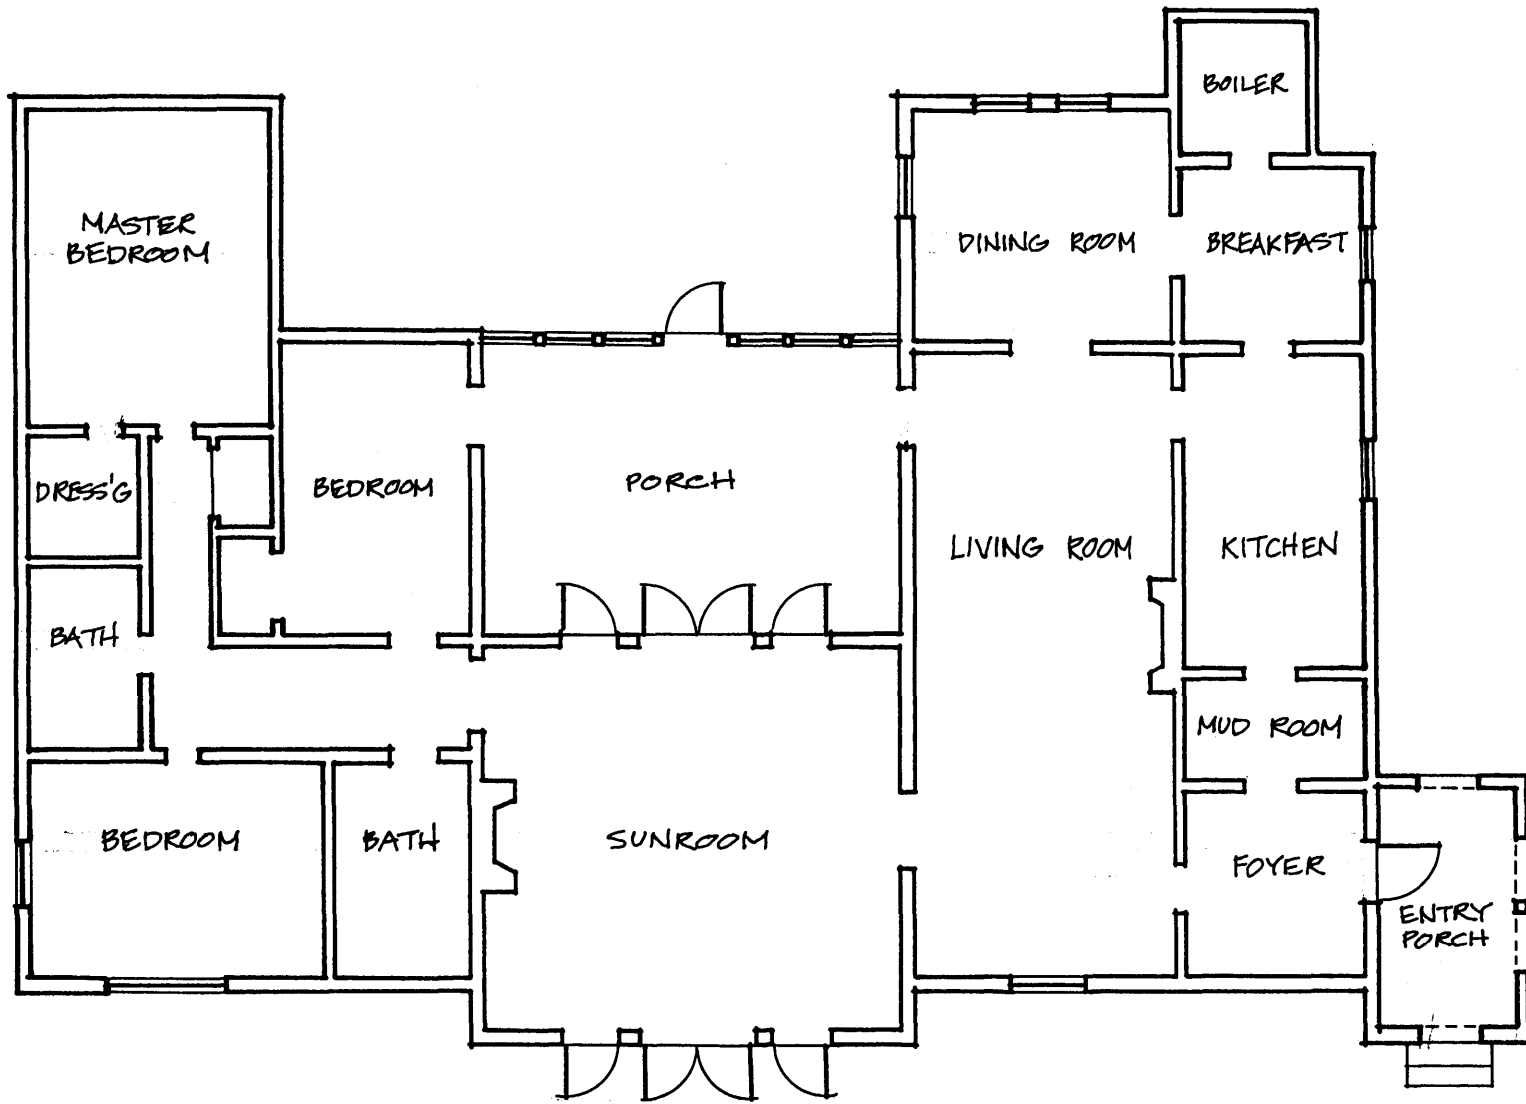 BOILER
MASTER
BEDROOM
DINING ROOM
BREAKFAST
DRESS'G
BEDROOM
PORCH
LIVING ROOM
KITCHEN
BATH
MUD ROOM
BEDROOM
BATH
SUNROOM
FOYER
ENTRY
PORCH